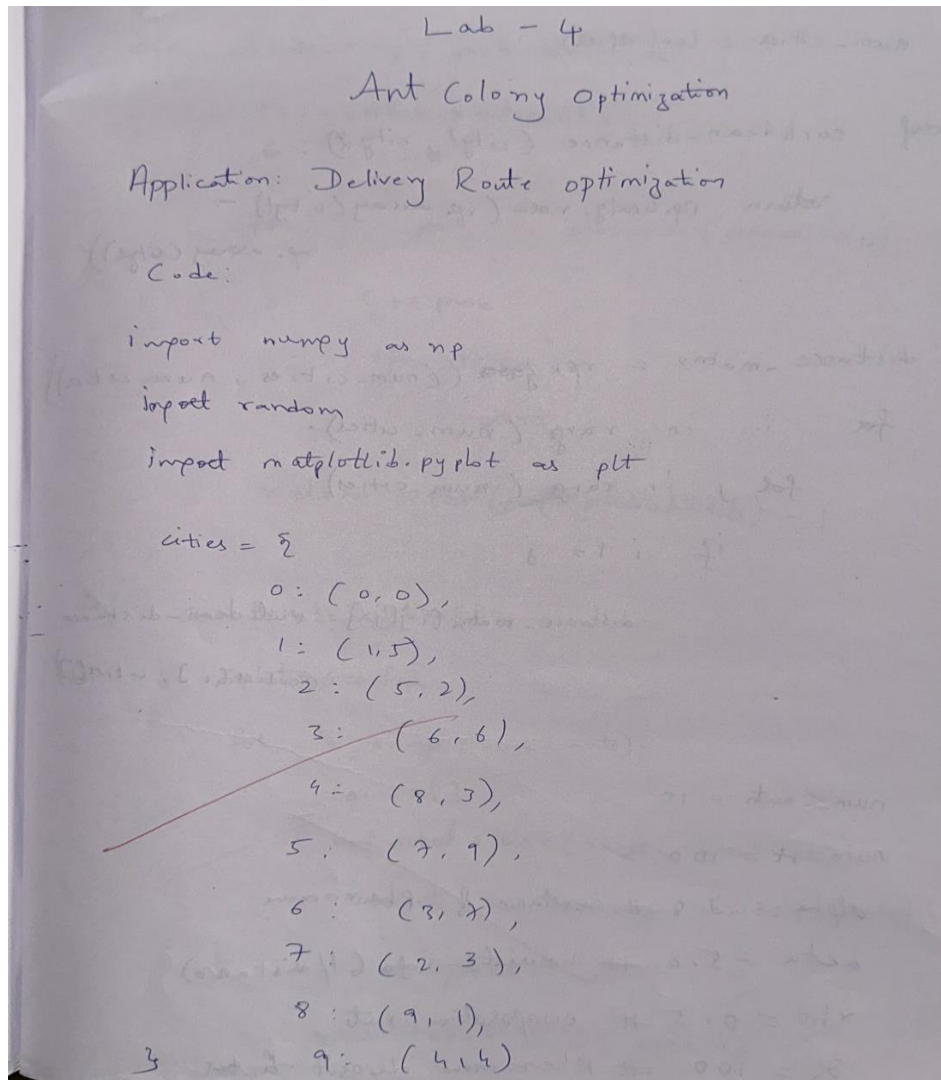 Lab - 4
Ant Colony Optimization
Application: Delivery Route optimization
Code:
import numpy as np
import random
import matplotlib.pyplot as plt
cities = {
0: (0,0),
1: (1,5),
2: (5,2),
3: (6,6),
4: (8,3),
5: (7,9),
6: (3,7),
7: (2,3),
8: (9,1),
} 9: (4,4)